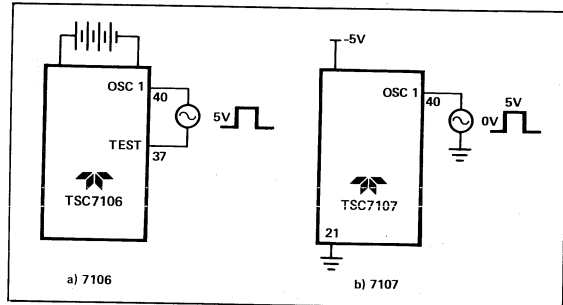 OSC 1
40
5V
TEST
37
TSC7106
a) 7106
-5V
OSC 1
40
5V
0V
TSC7107
21
b) 7107